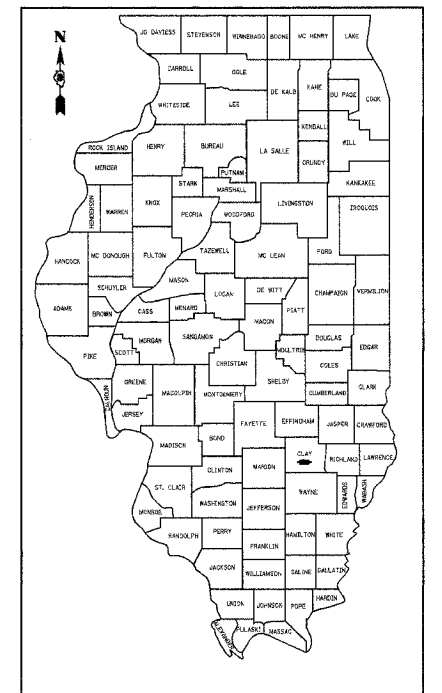 N
JO DAVIESS STEVENSON WINNEBAGO BOONE MC HENRY LAKE
CARROLL OGLE DE KALB KANE DU PAGE COOK
WHITESIDE LEE
KENDALL WILL
ROCK ISLAND HENRY BUREAU LA SALLE GRUNDY
MERCER PUTNAM KANKAKEE
STARK MARSHALL
HENDERSON WARREN KNOX PEORIA WOODFORD LIVINGSTON IROQUOIS
HANCOCK MC DONOUGH FULTON TAZEWELL MC LEAN FORD
MASON
SCHUYLER LOGAN DE WITT CHAMPAIGN VERMILION
ADAMS BROWN CASS MENARD MACON PIATT
MORGAN SANGAMON DOUGLAS EDGAR
PIKE SCOTT CHRISTIAN MOULTRIE COLES
GREENE MACOUPIN MONTGOMERY SHELBY CUMBERLAND CLARK
CALHOUN JERSEY
FAYETTE EFFINGHAM JASPER CRAWFORD
MADISON BOND
CLAY RICHLAND LAWRENCE
CLINTON MARION
ST. CLAIR WAYNE EDWARDS WABASH
WASHINGTON JEFFERSON
MONROE
RANDOLPH PERRY HAMILTON WHITE
FRANKLIN
JACKSON WILLIAMSON SALINE GALLATIN
UNION JOHNSON POPE HARDIN
ALEXANDER PULASKI MASSAC